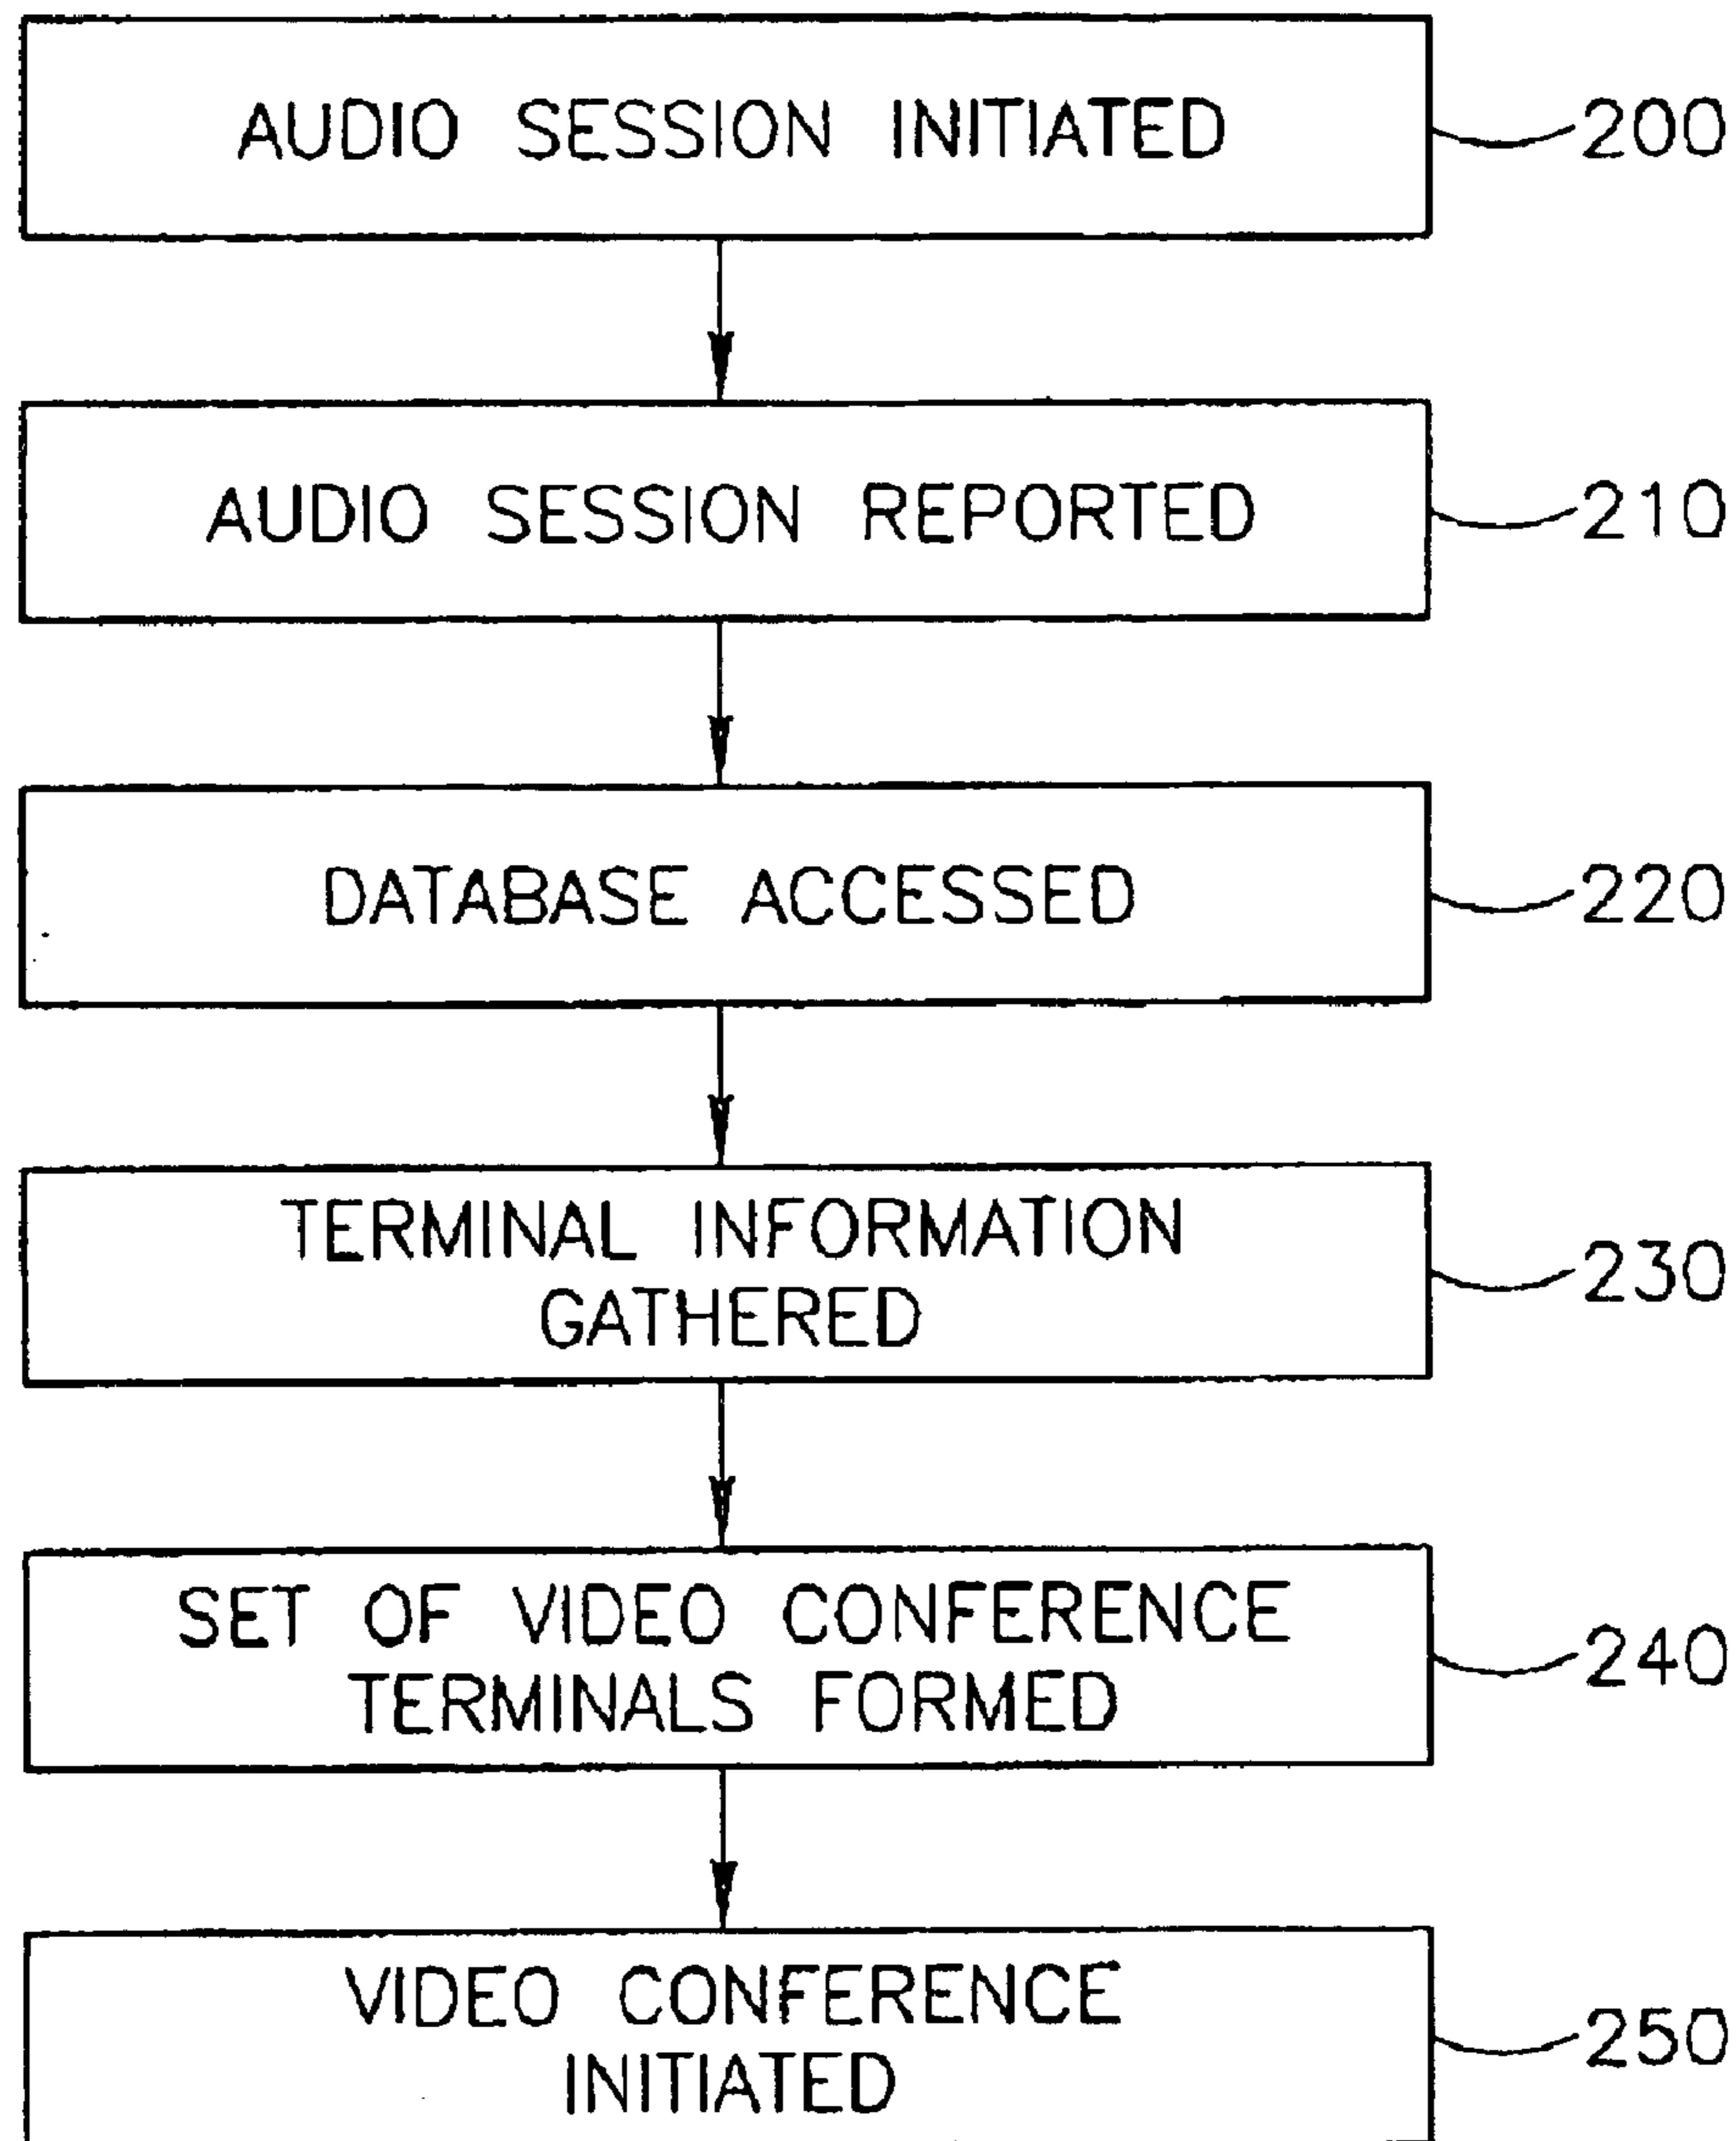 AUDIO SESSION INITIATED
200
AUDIO SESSION REPORTED
210
DATABASE ACCESSED
220
TERMINAL INFORMATION
GATHERED
230
SET OF VIDEO CONFERENCE
TERMINALS FORMED
240
VIDEO CONFERENCE
INITIATED
250